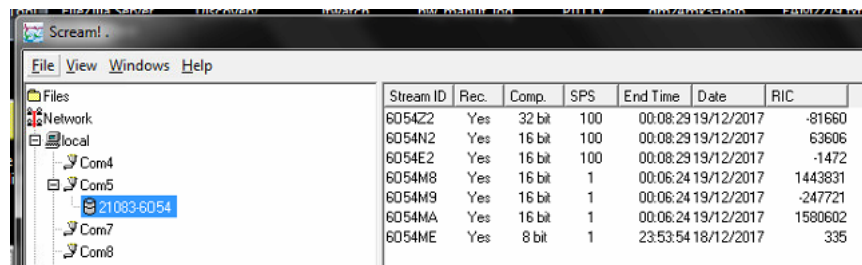 Scream! .
File View Windows Help
Files
Network
local
Com4
Com5
21083-6054
Com7
Com8
Stream ID Rec. Comp. SPS End Time Date RIC
6054Z2 Yes 32 bit 100 00:08:29 19/12/2017 -81660
6054N2 Yes 16 bit 100 00:08:29 19/12/2017 63606
6054E2 Yes 16 bit 100 00:08:29 19/12/2017 -1472
6054M8 Yes 16 bit 1 00:06:24 19/12/2017 1443831
6054M9 Yes 16 bit 1 00:06:24 19/12/2017 -247721
6054MA Yes 16 bit 1 00:06:24 19/12/2017 1580602
6054ME Yes 8 bit 1 23:53:54 18/12/2017 335